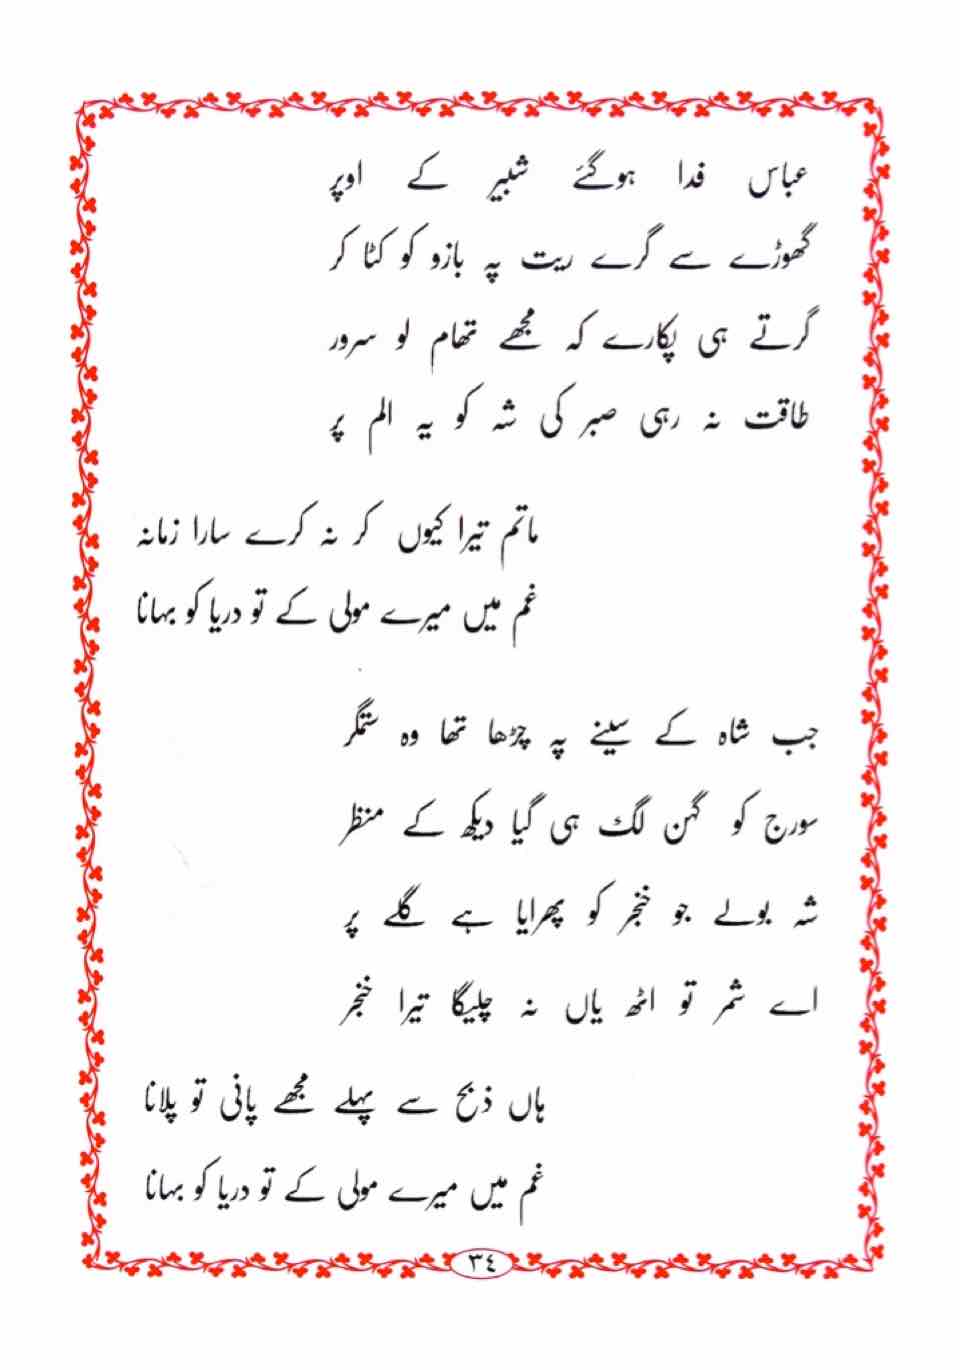 عباس فدا ہوگئے شبیر کے اوپر
گھوڑے سے گرے ریت پہ بازو کو کٹا کر
گرتے ہی پکارے کہ مجھے تھام لو سرور
طاقت نہ رہی صبر کی شہ کو یہ الم پر
ماتم تیرا کیوں کر نہ کرے سارا زمانہ
غم میں میرے مولی کے تو دریا کو بہانا
جب شاہ کے سینے پہ چڑھا تھا وہ ستمگر
سورج کو گہن لگ ہی گیا دیکھ کے منظر
شہ بولے جو خنجر کو پھرایا ہے گلے پر
اے شمر تو اٹھ یاں نہ چلیگا تیرا خنجر
ہاں ذبح سے پہلے مجھے پانی تو پلانا
غم میں میرے مولی کے تو دریا کو بہانا
٣٤